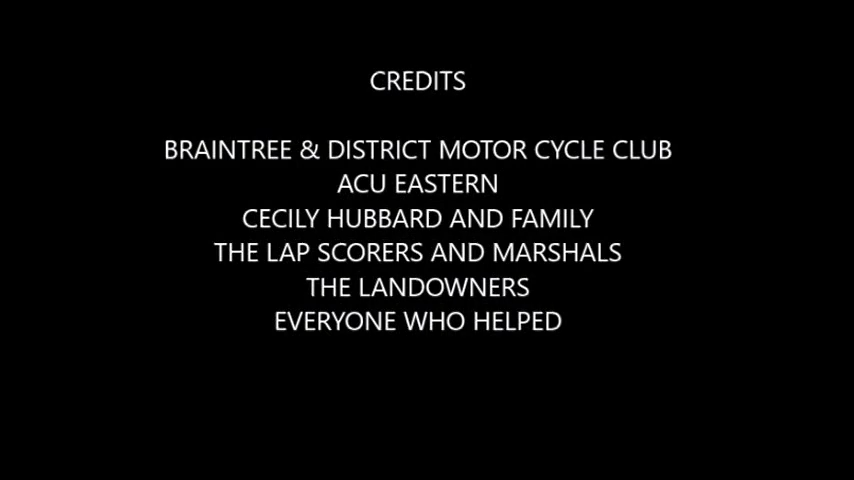 CREDITS
BRAINTREE & DISTRICT MOTOR CYCLE CLUB
ACU EASTERN
CECILY HUBBARD AND FAMILY
THE LAP SCORERS AND MARSHALS
THE LANDOWNERS
EVERYONE WHO HELPED